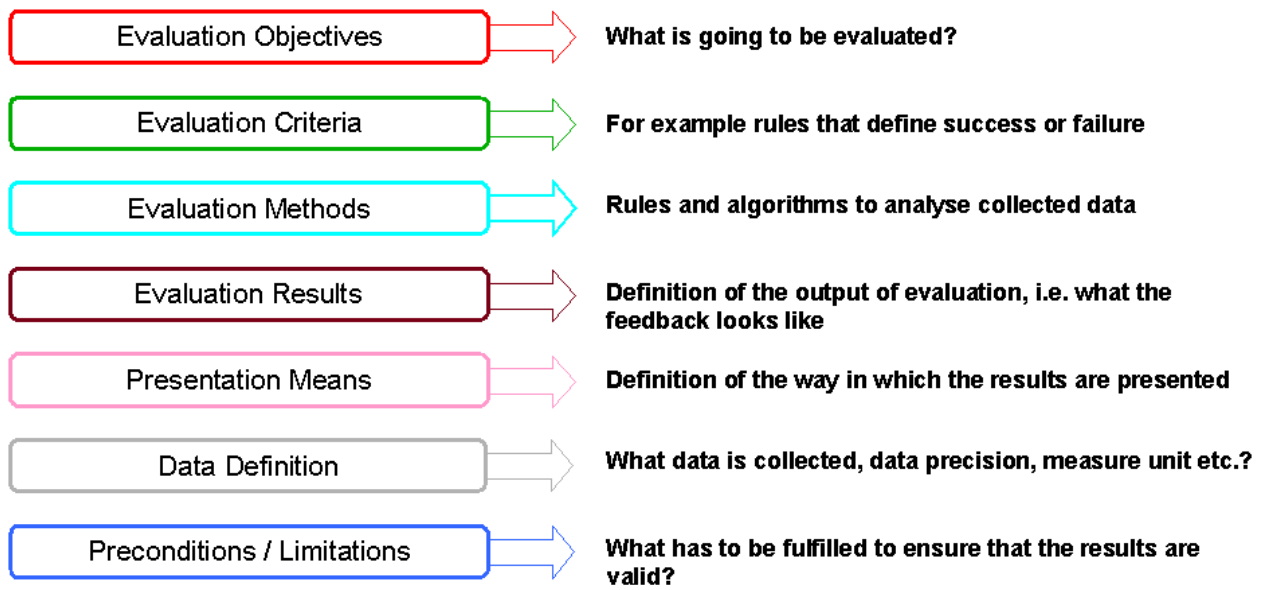 Evaluation Objectives
What is going to be evaluated?
Evaluation Criteria
For example rules that define success or failure
Evaluation Methods
Rules and algorithms to analyse collected data
Evaluation Results
Definition of the output of evaluation, i.e. what the
feedback looks like
Presentation Means
Definition of the way in which the results are presented
Data Definition
What data is collected, data precision, measure unit etc.?
Preconditions / Limitations
What has to be fulfilled to ensure that the results are
valid?